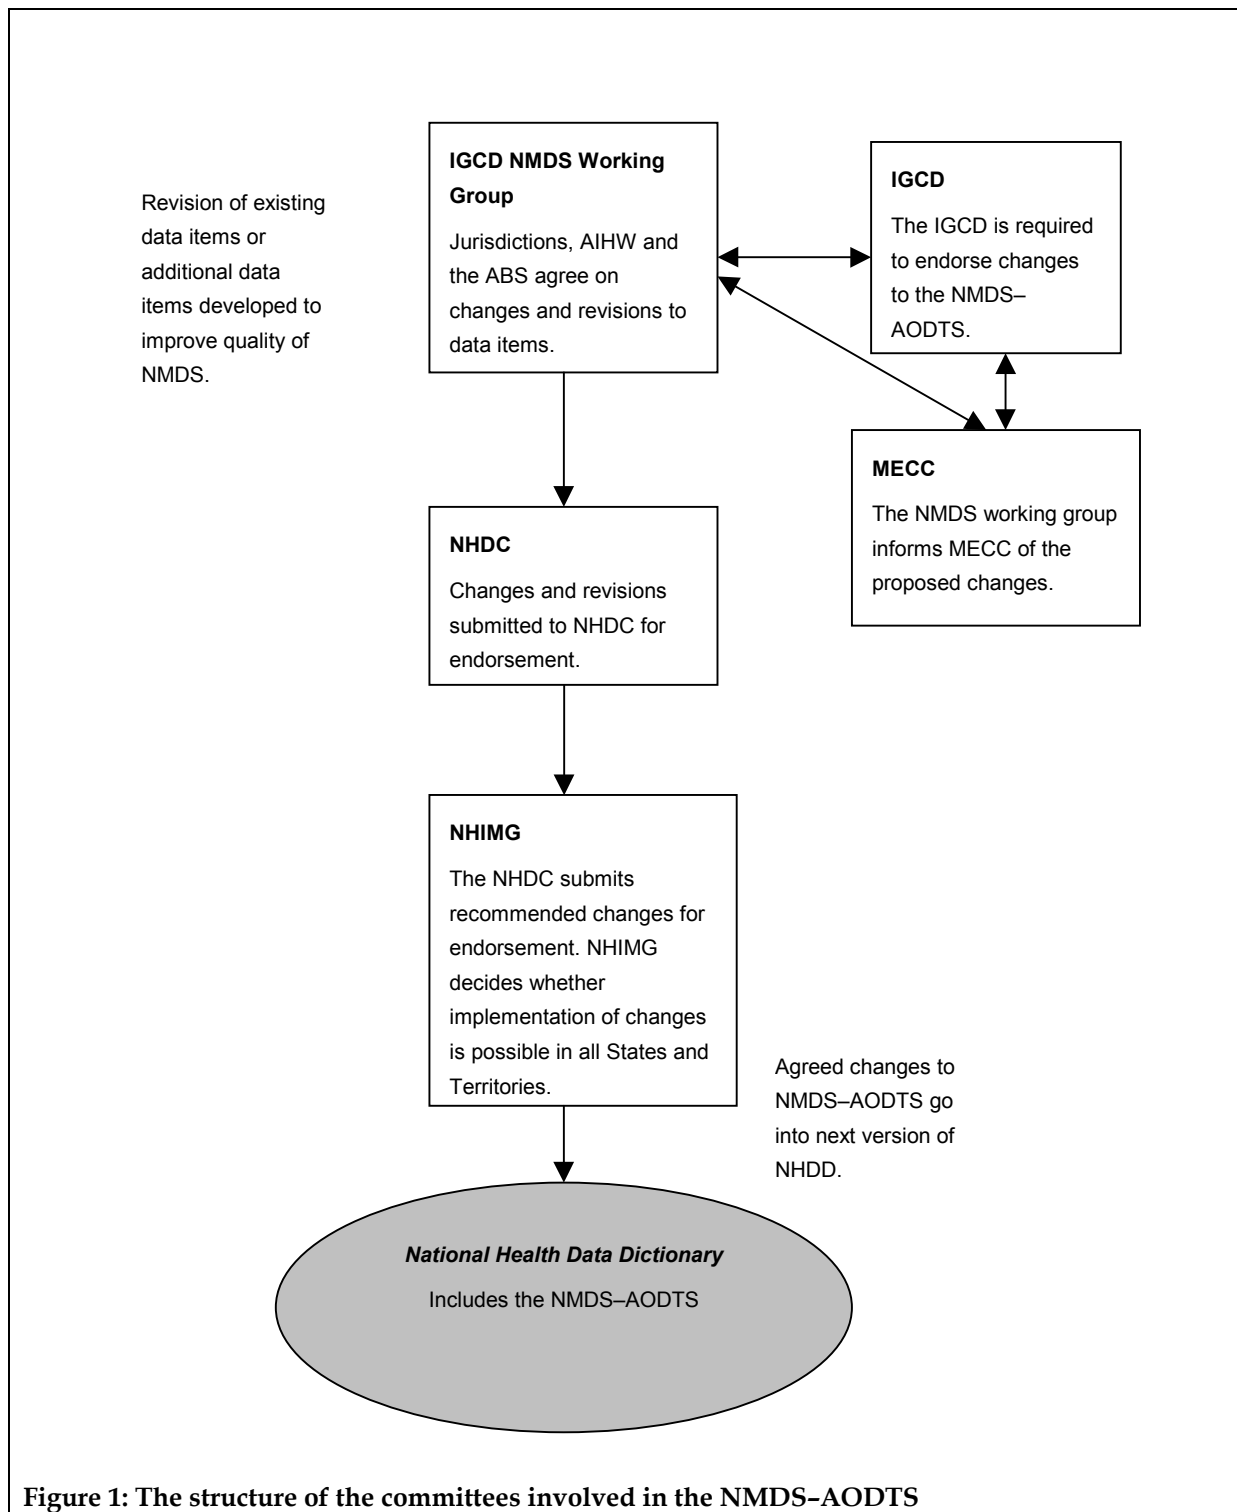 Revision of existing
data items or
additional data
items developed to
improve quality of
NMDS.
IGCD NMDS Working
Group
Jurisdictions, AIHW and
the ABS agree on
changes and revisions to
data items.
IGCD
The IGCD is required
to endorse changes
to the NMDS–
AODTS.
MECC
The NMDS working group
informs MECC of the
proposed changes.
NHDC
Changes and revisions
submitted to NHDC for
endorsement.
NHIMG
The NHDC submits
recommended changes for
endorsement. NHIMG
decides whether
implementation of changes
is possible in all States and
Territories.
Agreed changes to
NMDS–AODTS go
into next version of
NHDD.
National Health Data Dictionary
Includes the NMDS–AODTS
Figure 1: The structure of the committees involved in the NMDS–AODTS